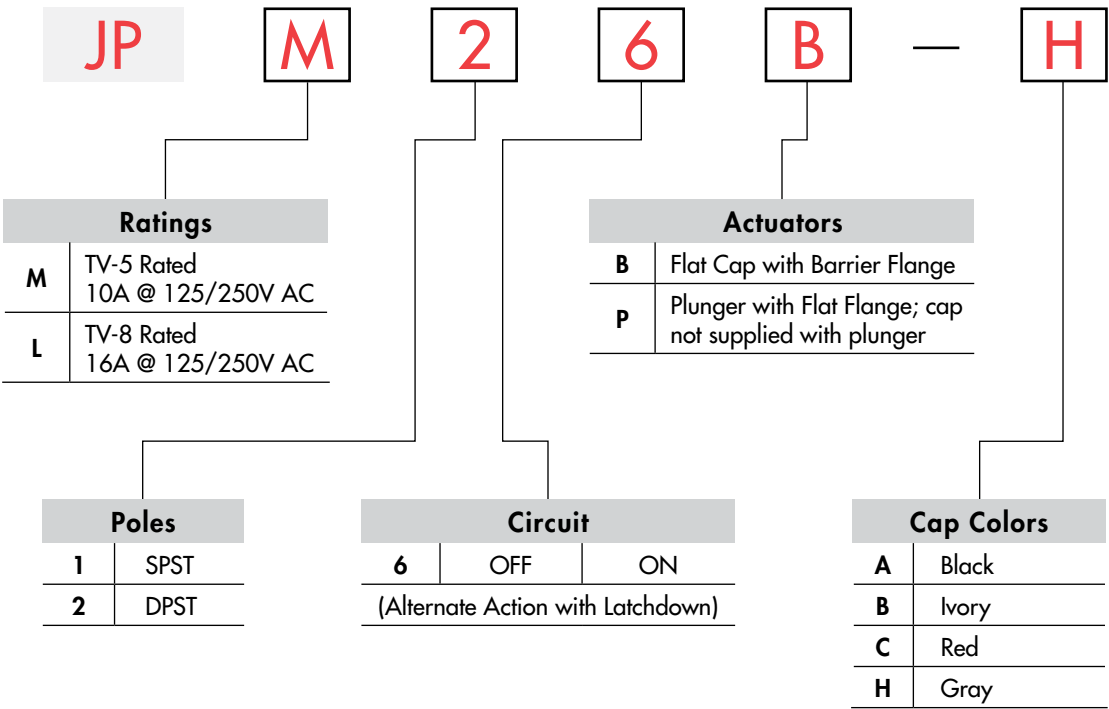 JP M 2 6 B — H
Ratings
M TV-5 Rated
10A @ 125/250V AC
L TV-8 Rated
16A @ 125/250V AC
Actuators
B Flat Cap with Barrier Flange
P Plunger with Flat Flange; cap
not supplied with plunger
Poles
1 SPST
2 DPST
Circuit
6 OFF ON
(Alternate Action with Latchdown)
Cap Colors
A Black
B Ivory
C Red
H Gray